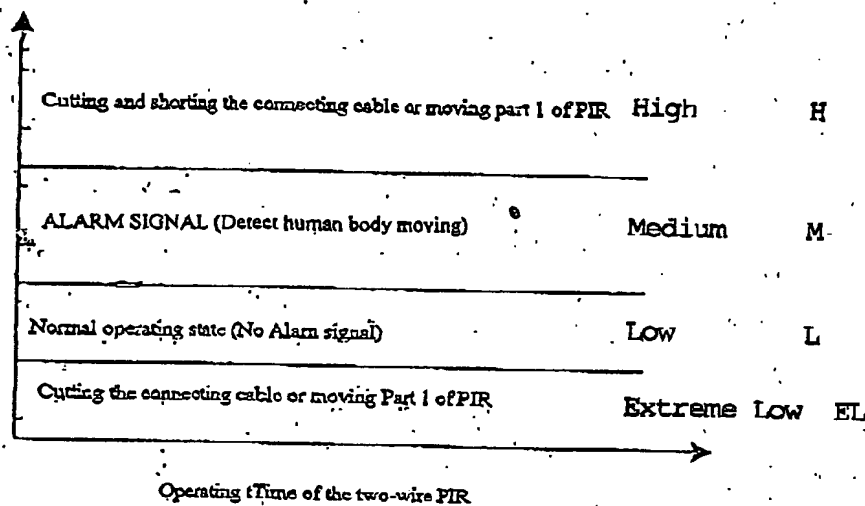 Cutting and shorting the connecting cable or moving part 1 of PIR High H
ALARM SIGNAL (Detect human body moving) Medium M
Normal operating state (No Alarn signal) Low L
Cutting the connecting cable or moving Part 1 of PIR Extreme Low EL
Operating tTime of the two-wire PIR